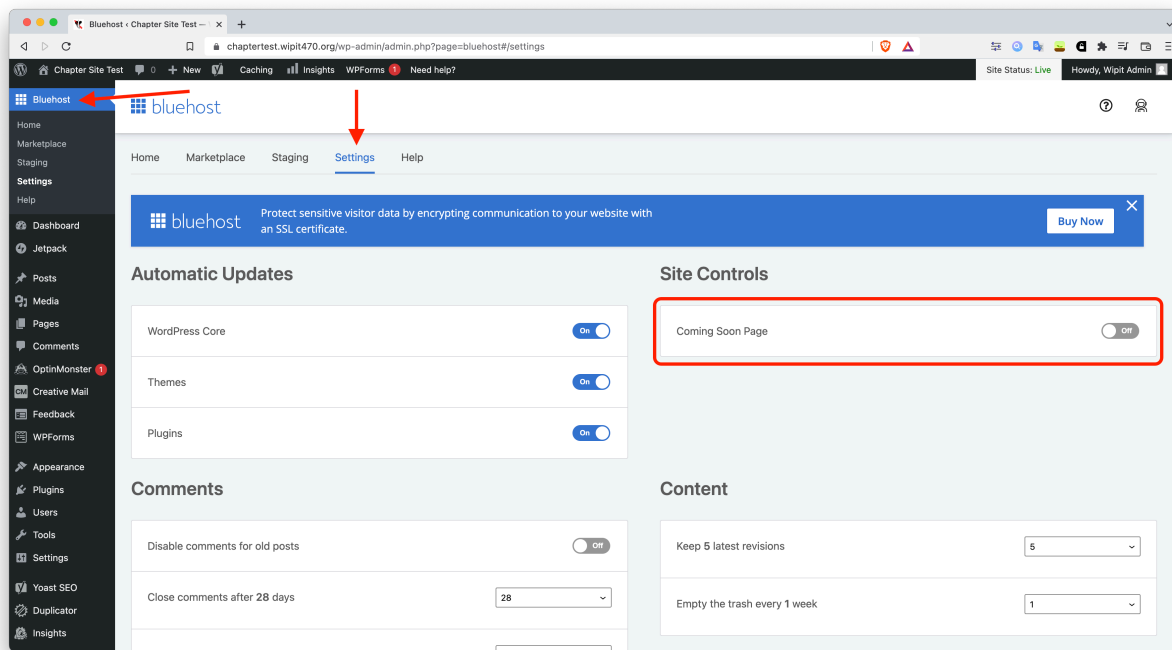 Bluehost ‹ Chapter Site Test —
chaptertest.wipit470.org/wp-admin/admin.php?page=bluehost#/settings
Chapter Site Test 0 New Caching Insights WPForms 1 Need help? Site Status: Live Howdy, Wipit Admin
Bluehost
Home
Marketplace
Staging
Settings
Help
Dashboard
Jetpack
Posts
Media
Pages
Comments
OptinMonster 1
CM Creative Mail
Feedback
WPForms
Appearance
Plugins
Users
Tools
Settings
Yoast SEO
Duplicator
Insights
bluehost
Home Marketplace Staging Settings Help
bluehost
Protect sensitive visitor data by encrypting communication to your website with
an SSL certificate.
Buy Now
Automatic Updates
WordPress Core On
Themes On
Plugins On
Site Controls
Coming Soon Page Off
Comments
Disable comments for old posts Off
Close comments after 28 days 28
Content
Keep 5 latest revisions 5
Empty the trash every 1 week 1